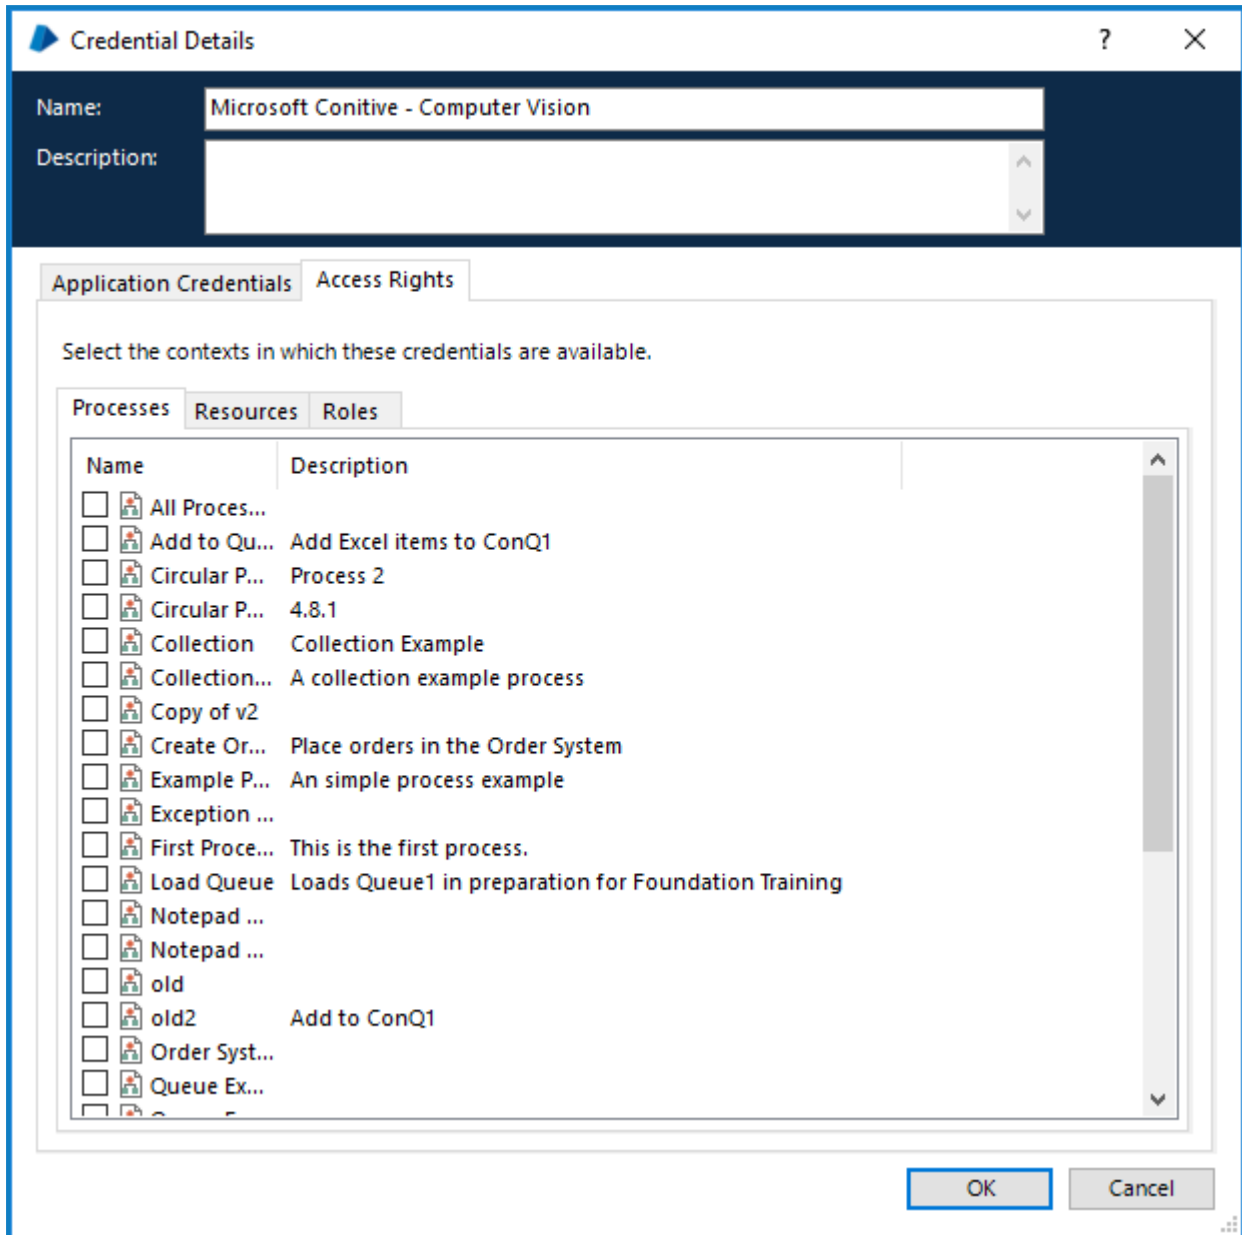 Credential Details ?
Name: Microsoft Conitive - Computer Vision
Description:
Application Credentials Access Rights
Select the contexts in which these credentials are available.
Processes Resources Roles
Name Description
All Proces...
Add to Qu... Add Excel items to ConQ1
Circular P... Process 2
Circular P... 4.8.1
Collection Collection Example
Collection... A collection example process
Copy of v2
Create Or... Place orders in the Order System
Example P... An simple process example
Exception ...
First Proce... This is the first process.
Load Queue Loads Queue1 in preparation for Foundation Training
Notepad ...
Notepad ...
old
old2 Add to ConQ1
Order Syst...
Queue Ex...
OK Cancel